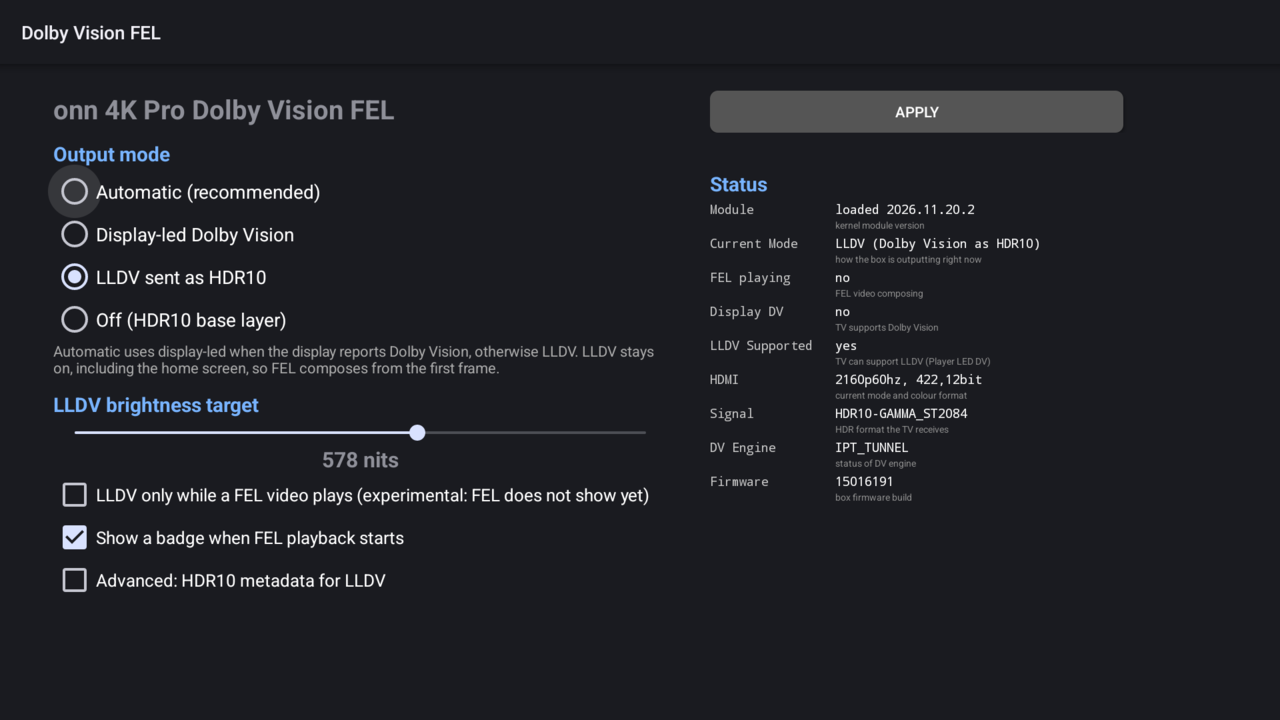 Dolby Vision FEL
onn 4K Pro Dolby Vision FEL
Output mode
Automatic (recommended)
Display-led Dolby Vision
LLDV sent as HDR10
Off (HDR10 base layer)
Automatic uses display-led when the display reports Dolby Vision, otherwise LLDV. LLDV stays
on, including the home screen, so FEL composes from the first frame.
LLDV brightness target
578 nits
LLDV only while a FEL video plays (experimental: FEL does not show yet)
Show a badge when FEL playback starts
Advanced: HDR10 metadata for LLDV
APPLY
Status
Module loaded 2026.11.20.2
kernel module version
Current Mode LLDV (Dolby Vision as HDR10)
how the box is outputting right now
FEL playing no
FEL video composing
Display DV no
TV supports Dolby Vision
LLDV Supported yes
TV can support LLDV (Player LED DV)
HDMI 2160p60hz, 422,12bit
current mode and colour format
Signal HDR10-GAMMA_ST2084
HDR format the TV receives
DV Engine IPT_TUNNEL
status of DV engine
Firmware 15016191
box firmware build